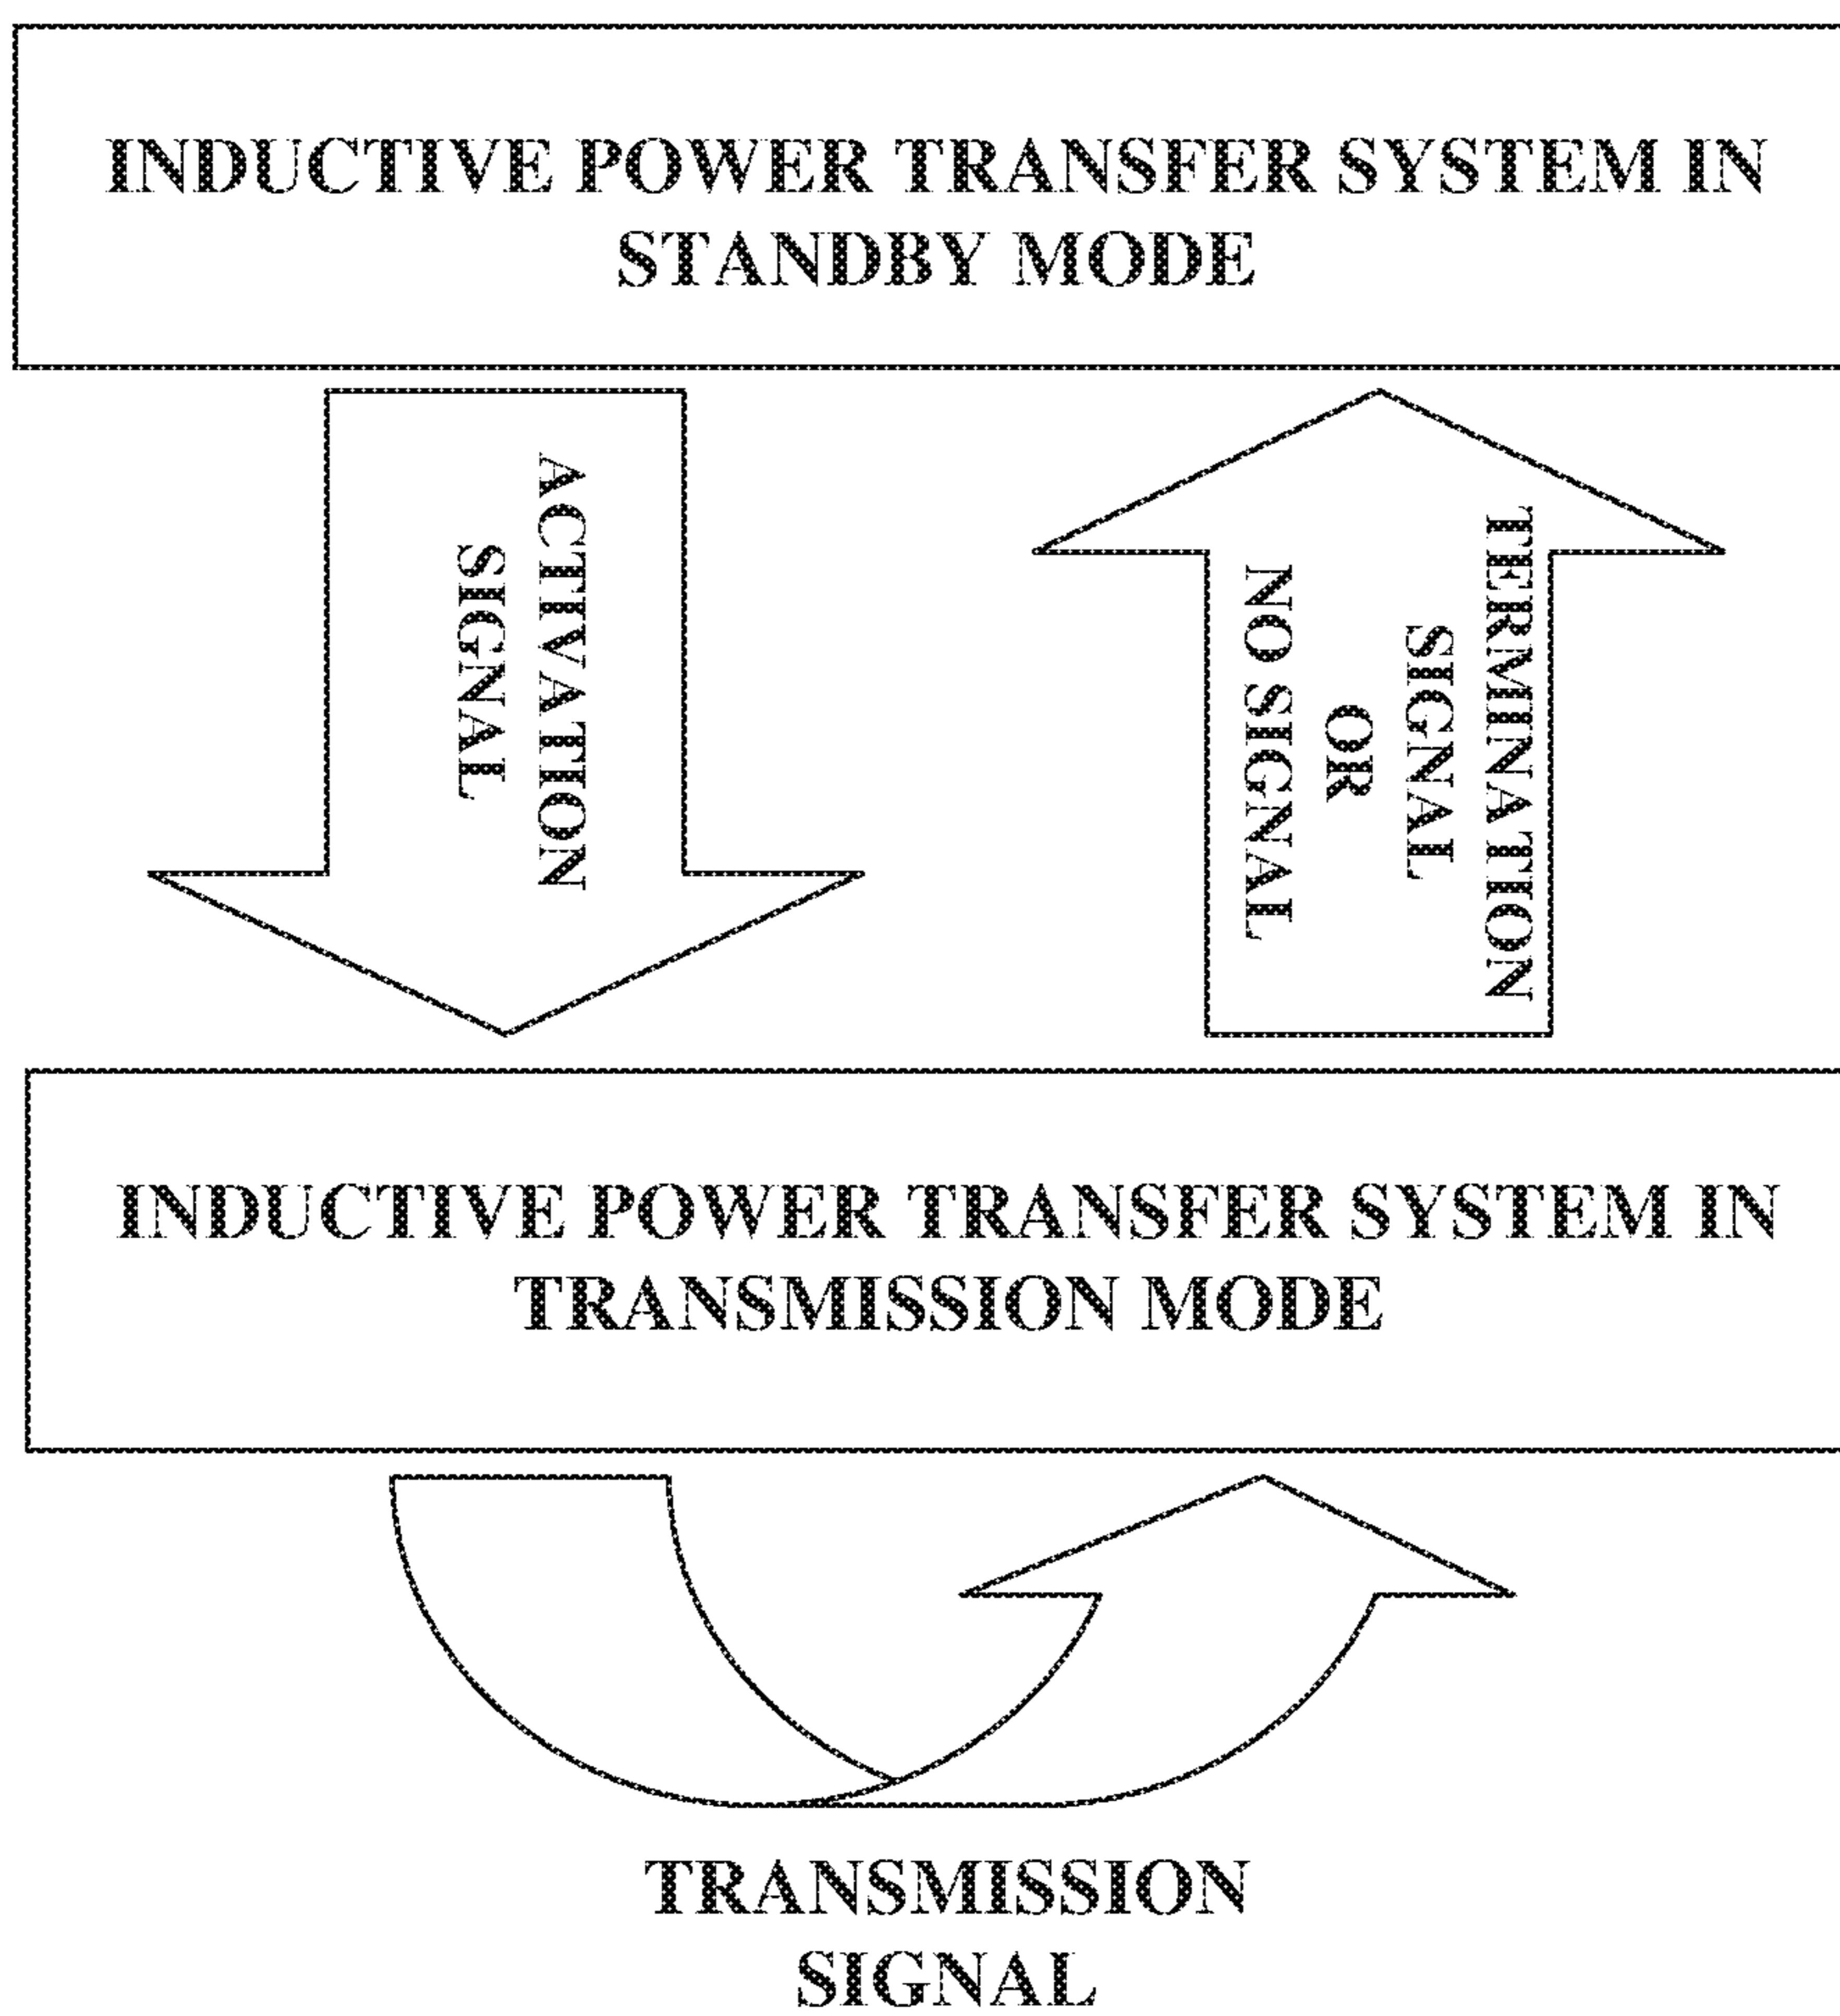 INDUCTIVE POWER TRANSFER SYSTEM IN
STANDBY MODE
ACTIVATION
SIGNAL
TERMINATION
SIGNAL
OR
NO SIGNAL
INDUCTIVE POWER TRANSFER SYSTEM IN
TRANSMISSION MODE
TRANSMISSION
SIGNAL